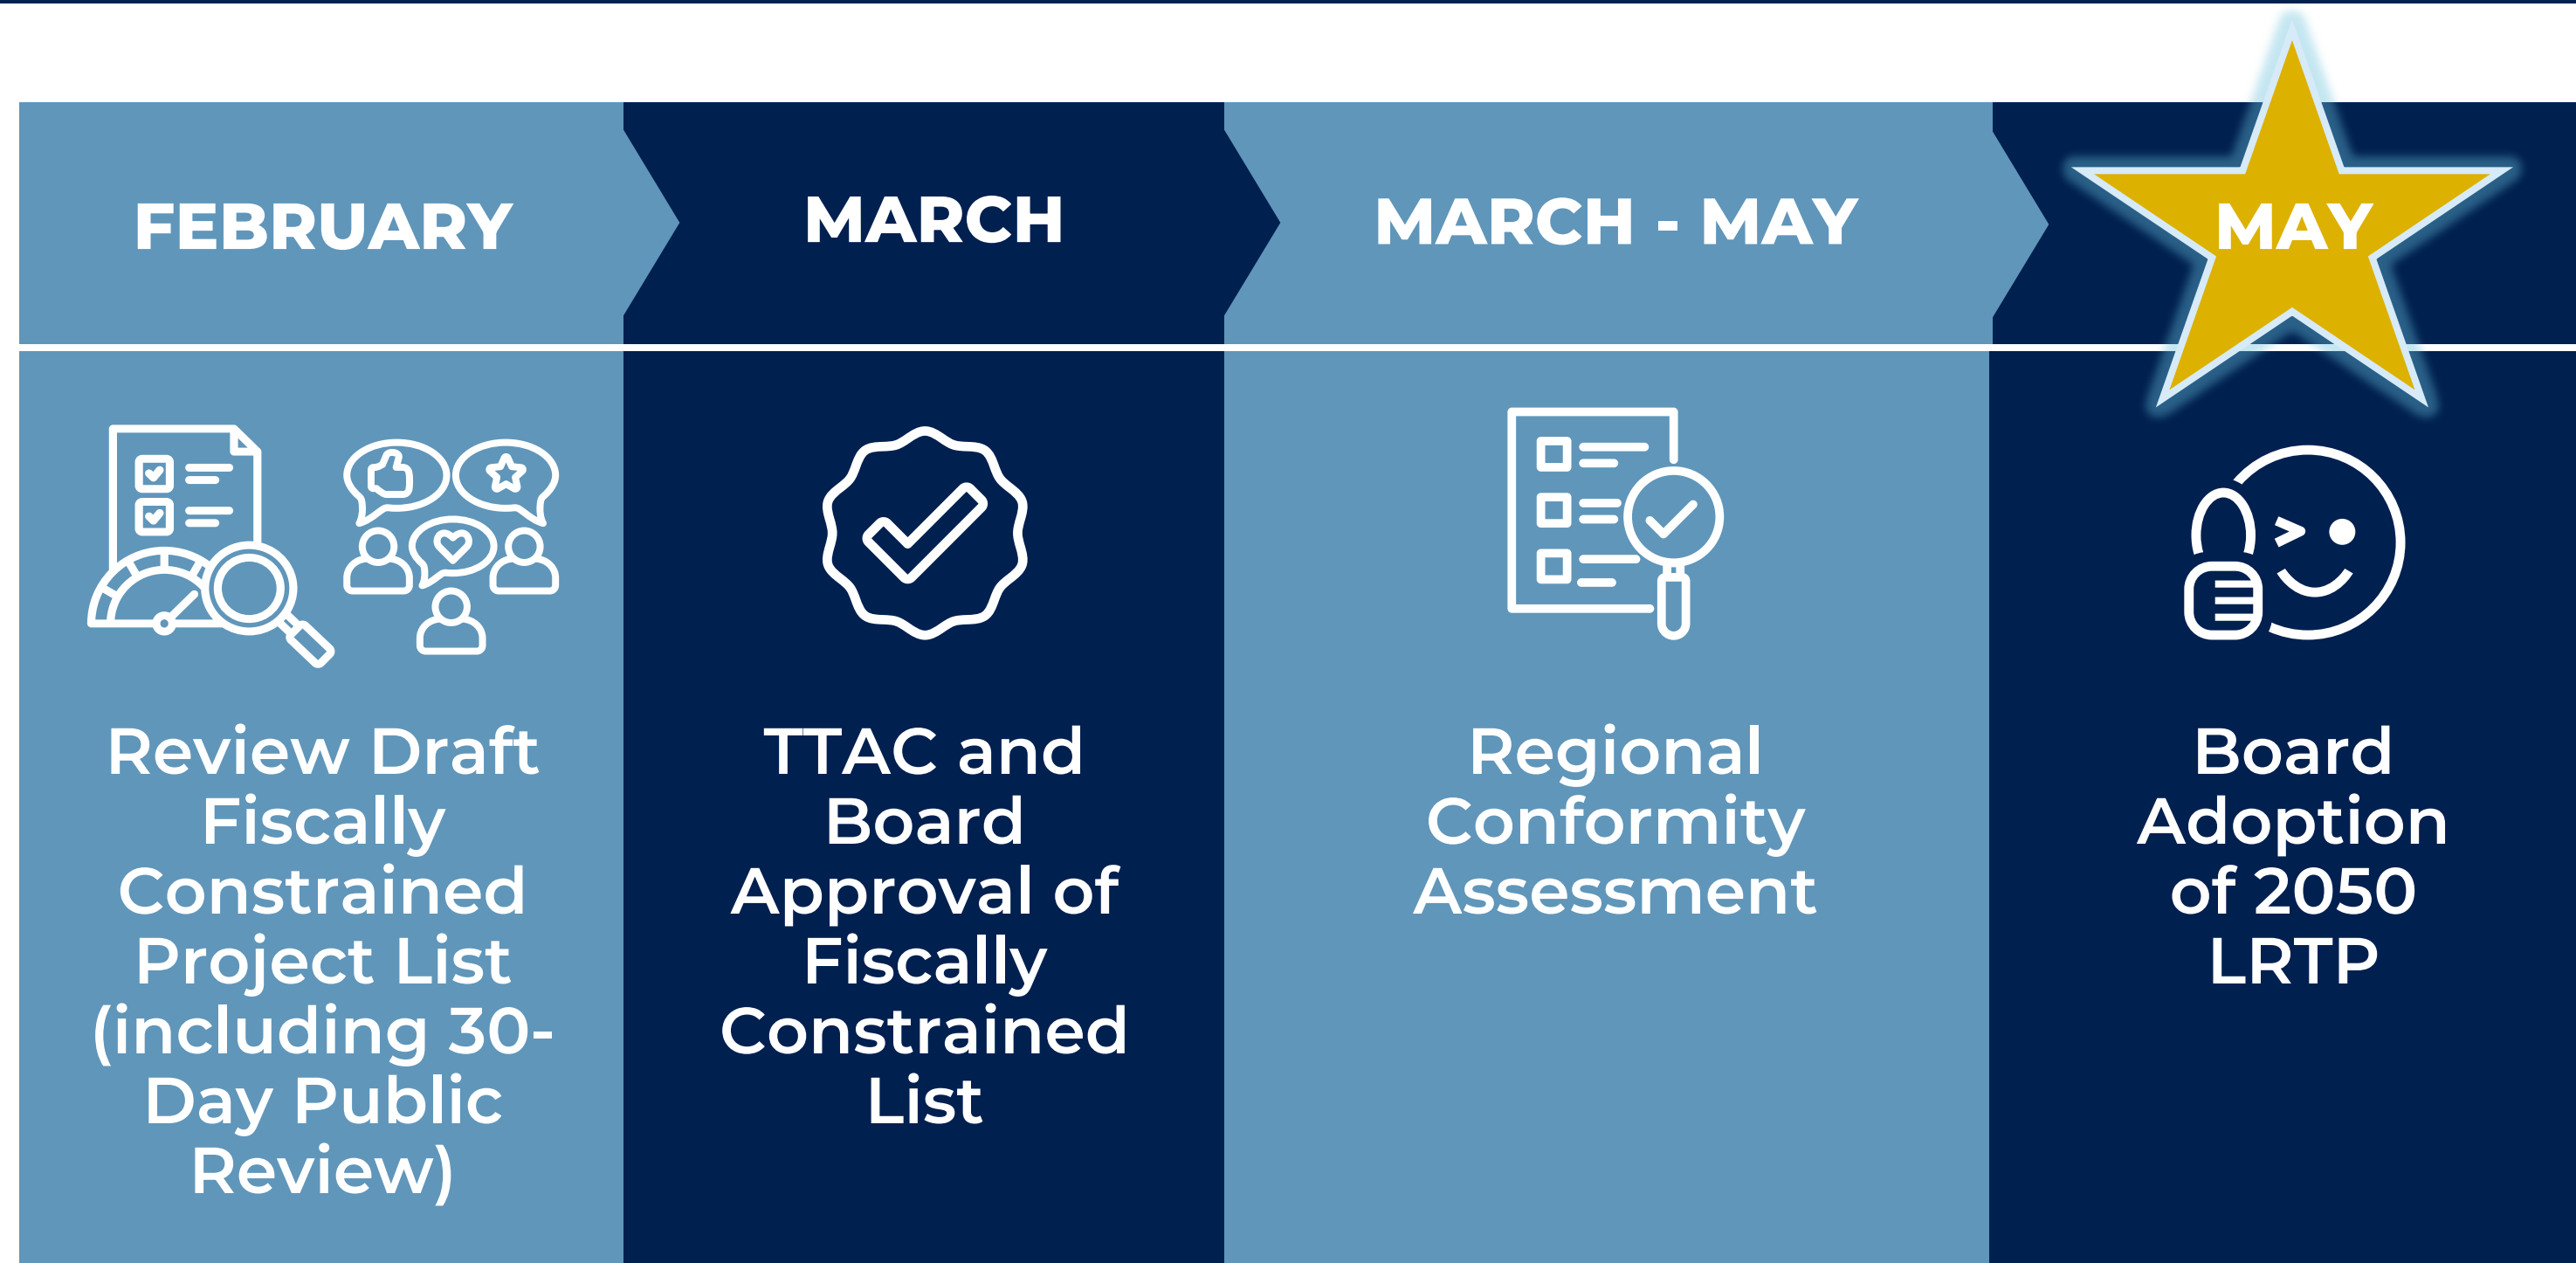 FEBRUARY
MARCH
MARCH - MAY
MAY
Review Draft
Fiscally
Constrained
Project List
(including 30-
Day Public
Review)
TTAC and
Board
Approval of
Fiscally
Constrained
List
Regional
Conformity
Assessment
Board
Adoption
of 2050
LRTP